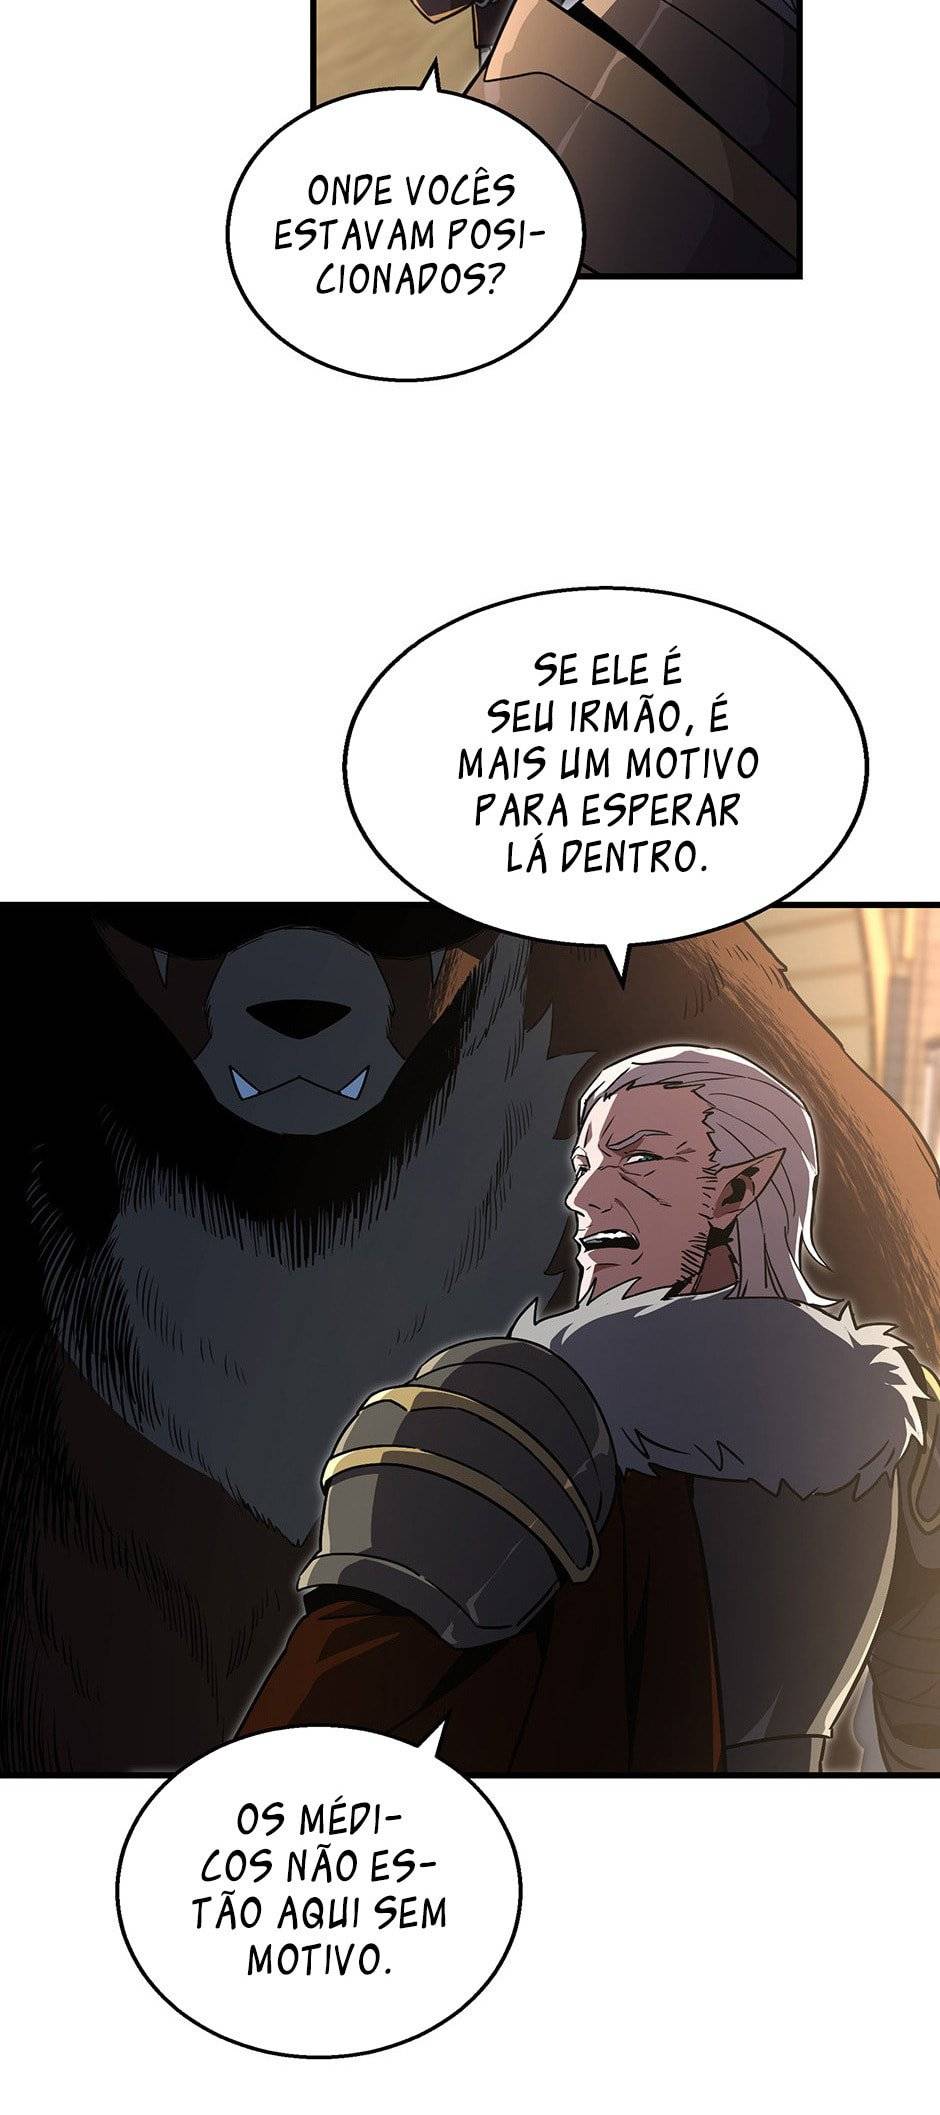 ONDE VOCÊS
ESTAVAM POSI-
CIONADOS?
SE ELE É
SEU IRMÃO, É
MAIS UM MOTIVO
PARA ESPERAR
LÁ DENTRO.
OS MÉDI-
COS NÃO ES-
TÃO AQUI SEM
MOTIVO.